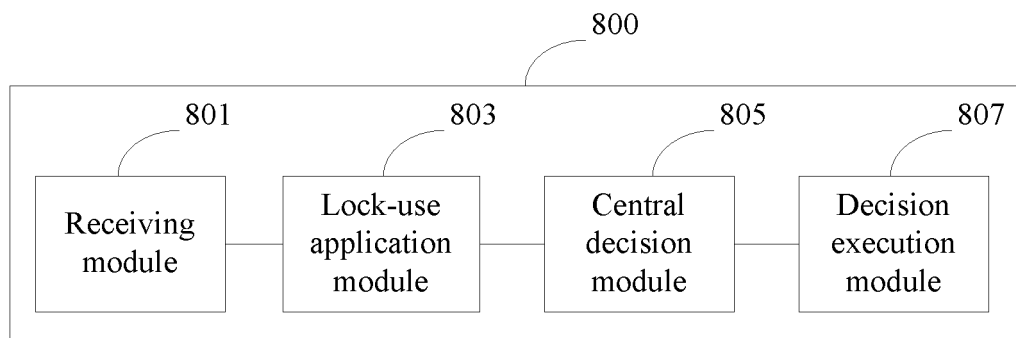 800
801
803
805
807
Receiving
module
Lock-use
application
module
Central
decision
module
Decision
execution
module